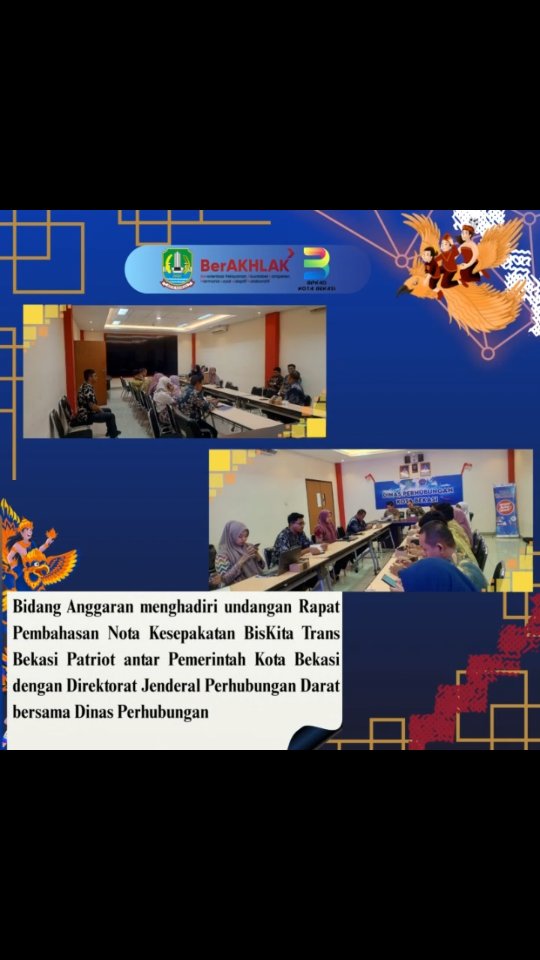 BerAKHLAK
BPKAD
KOTA BEKASI
DINAS PERHUBUNGAN
KOTA BEKASI
Bidang Anggaran menghadiri undangan Rapat
Pembahasan Nota Kesepakatan BisKita Trans
Bekasi Patriot antar Pemerintah Kota Bekasi
dengan Direktorat Jenderal Perhubungan Darat
bersama Dinas Perhubungan